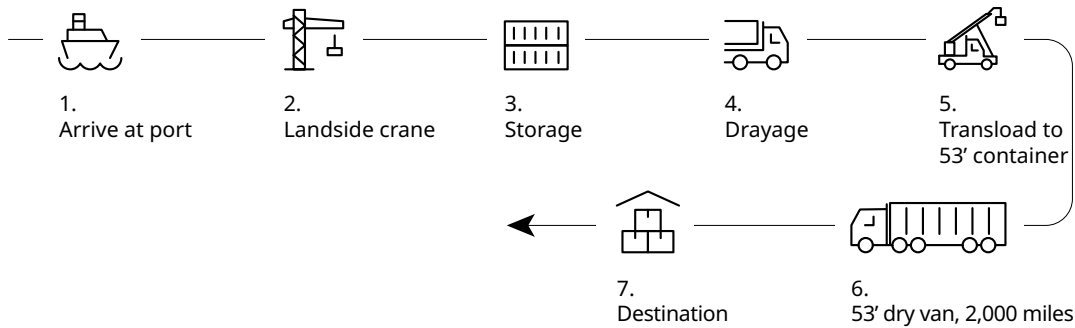 1.
Arrive at port
2.
Landside crane
3.
Storage
4.
Drayage
5.
Transload to
53’ container
6.
53’ dry van, 2,000 miles
7.
Destination